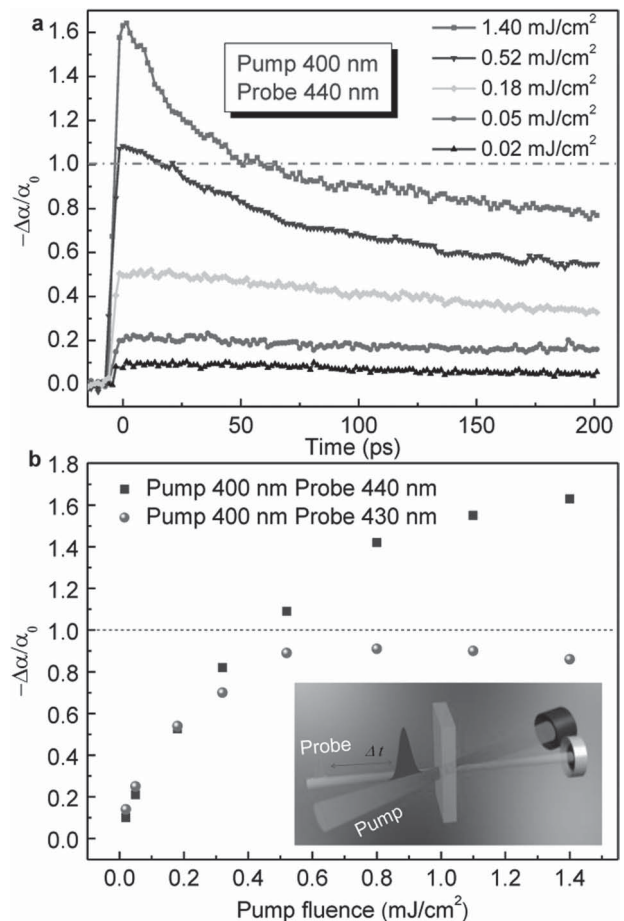 a
1.6
1.4
1.2
1.0
0.8
0.6
0.4
0.2
0.0
−Δα/α₀
Pump 400 nm
Probe 440 nm
1.40 mJ/cm²
0.52 mJ/cm²
0.18 mJ/cm²
0.05 mJ/cm²
0.02 mJ/cm²
0 50 100 150 200
Time (ps)
b
1.8
1.6
1.4
1.2
1.0
0.8
0.6
0.4
0.2
0.0
−Δα/α₀
Pump 400 nm Probe 440 nm
Pump 400 nm Probe 430 nm
Probe
Δt
Pump
0.0 0.2 0.4 0.6 0.8 1.0 1.2 1.4
Pump fluence (mJ/cm²)